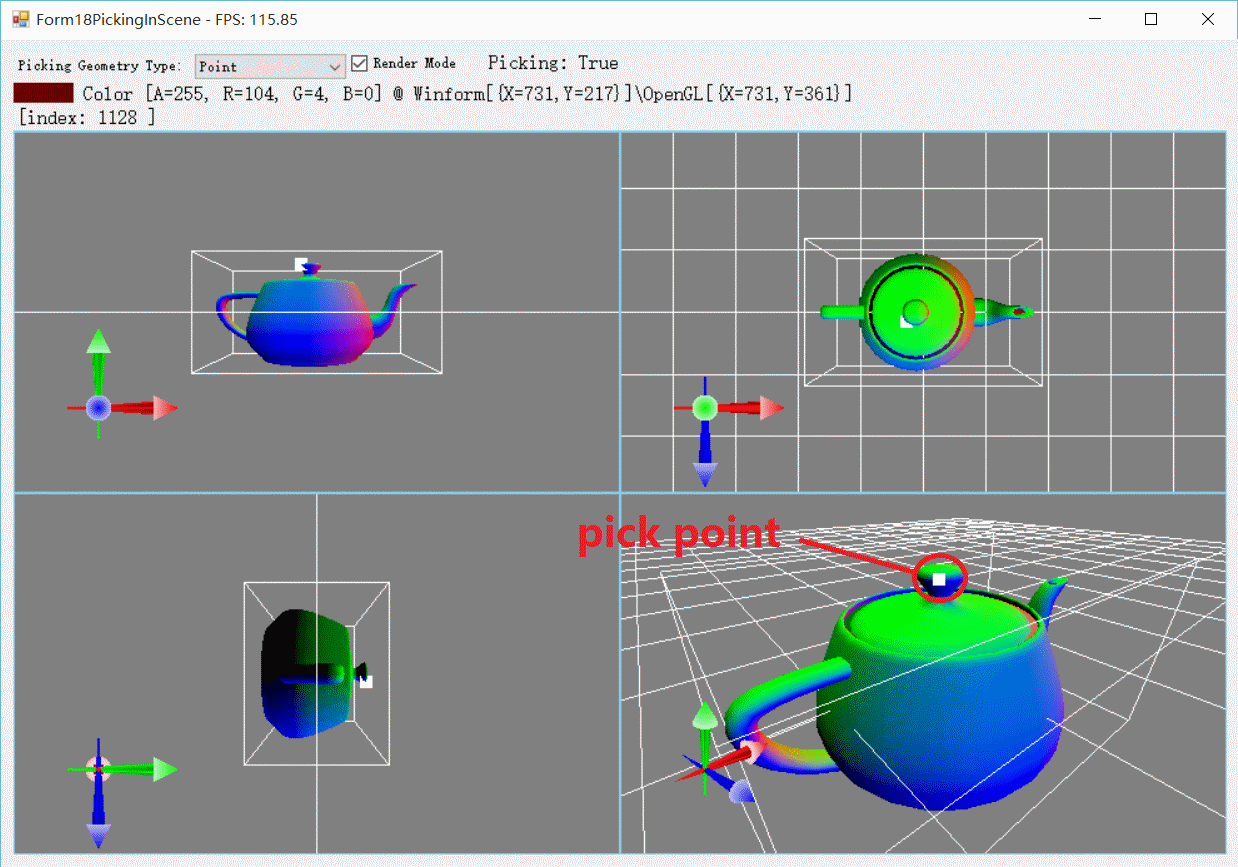 Form18PickingInScene - FPS: 115.85
Picking Geometry Type: Point Render Mode Picking: True
Color [A=255, R=104, G=4, B=0] @ Winform[{X=731,Y=217}]\OpenGL[{X=731,Y=361}]
[index: 1128 ]
pick point